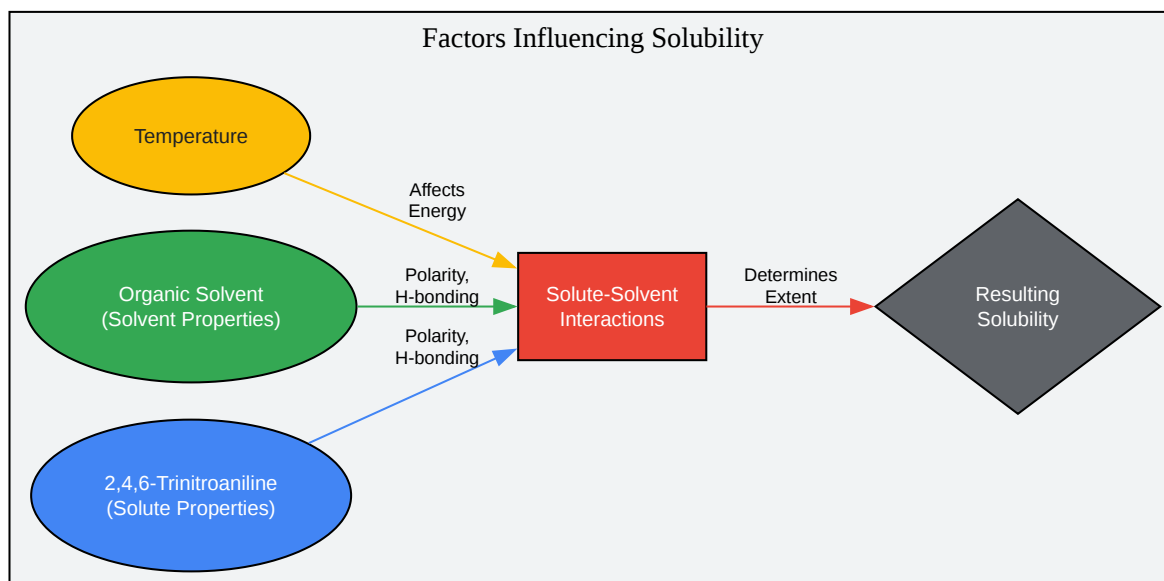 Factors Influencing Solubility
Temperature
Affects
Energy
Organic Solvent
(Solvent Properties)
Polarity,
H-bonding
Solute-Solvent
Interactions
Determines
Extent
Resulting
Solubility
Polarity,
H-bonding
2,4,6-Trinitroaniline
(Solute Properties)